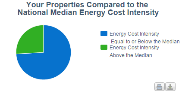 Your Properties Compared to the
National Median Energy Cost Intensity
Energy Cost Intensity
Equal to or Below the Median
Energy Cost Intensity
Above the Median